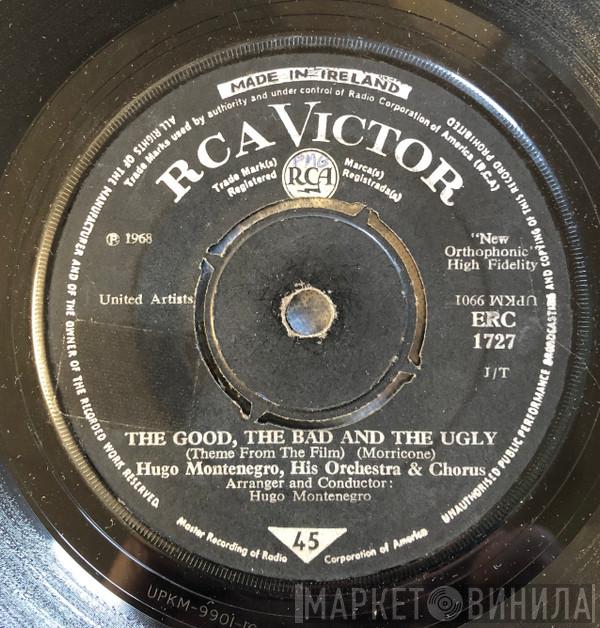 MADE IN IRELAND
Trade Marks used by authority and under control of Radio Corporation of America (R.C.A.)
ALL RIGHTS OF THE MANUFACTURER AND OF THE OWNER OF THE RECORDED WORK RESERVED.
UNAUTHORISED PUBLIC PERFORMANCE BROADCASTING AND COPYING OF THIS RECORD PROHIBITED
RCA VICTOR
Trade Mark(s)
Registered
RCA
Marca(s)
Registrada(s)
℗ 1968
"New
Orthophonic"
High Fidelity
United Artists
UPKM 9901
ERC
1727
J/T
THE GOOD, THE BAD AND THE UGLY
(Theme From The Film) (Morricone)
Hugo Montenegro, His Orchestra & Chorus
Arranger and Conductor:
Hugo Montenegro
45
Master Recording of Radio Corporation of America
МАРКЕТ ВИНИЛА